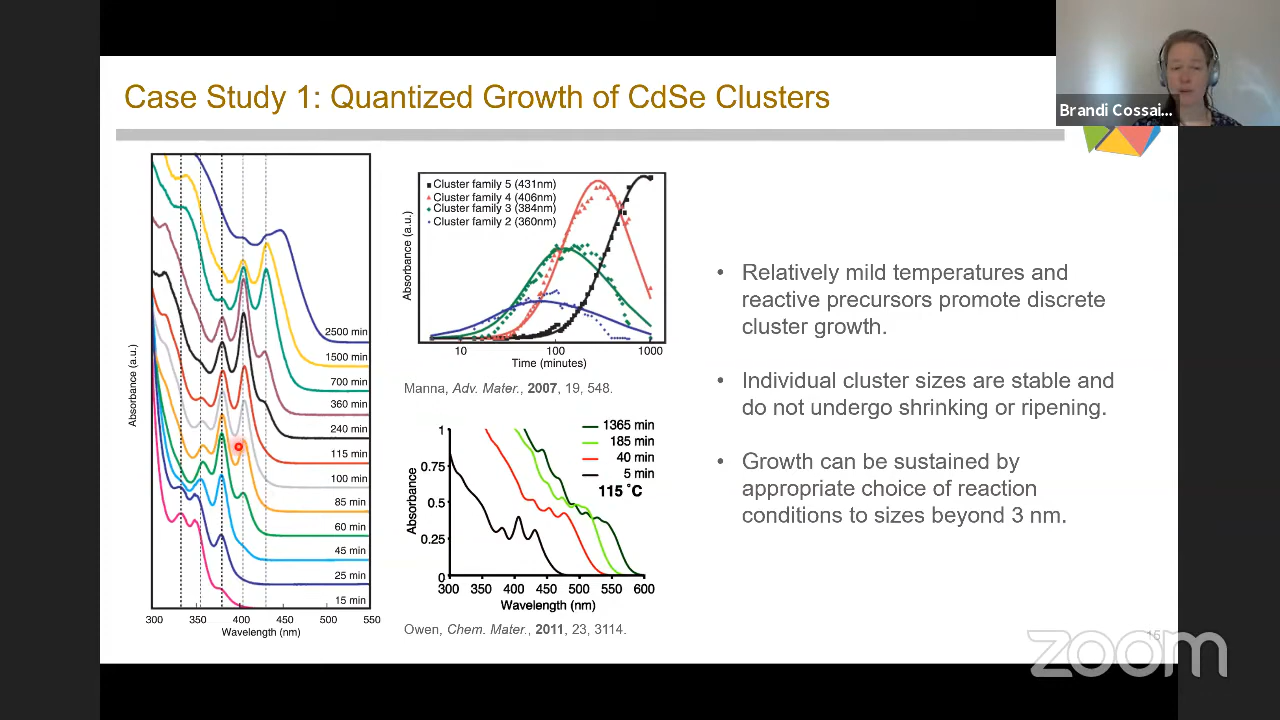 Case Study 1: Quantized Growth of CdSe Clusters
Brandi Cossai...
Absorbance (a.u.)
2500 min
1500 min
700 min
360 min
240 min
115 min
100 min
85 min
60 min
45 min
25 min
15 min
300 350 400 450 500 550
Wavelength (nm)
Absorbance (a.u.)
Cluster family 5 (431nm)
Cluster family 4 (406nm)
Cluster family 3 (384nm)
Cluster family 2 (360nm)
10 100 1000
Time (minutes)
Manna, Adv. Mater., 2007, 19, 548.
Absorbance
1
0.75
0.5
0.25
0
1365 min
185 min
40 min
5 min
115 ˚C
300 350 400 450 500 550 600
Wavelength (nm)
Owen, Chem. Mater., 2011, 23, 3114.
• Relatively mild temperatures and
reactive precursors promote discrete
cluster growth.
• Individual cluster sizes are stable and
do not undergo shrinking or ripening.
• Growth can be sustained by
appropriate choice of reaction
conditions to sizes beyond 3 nm.
15
zoom